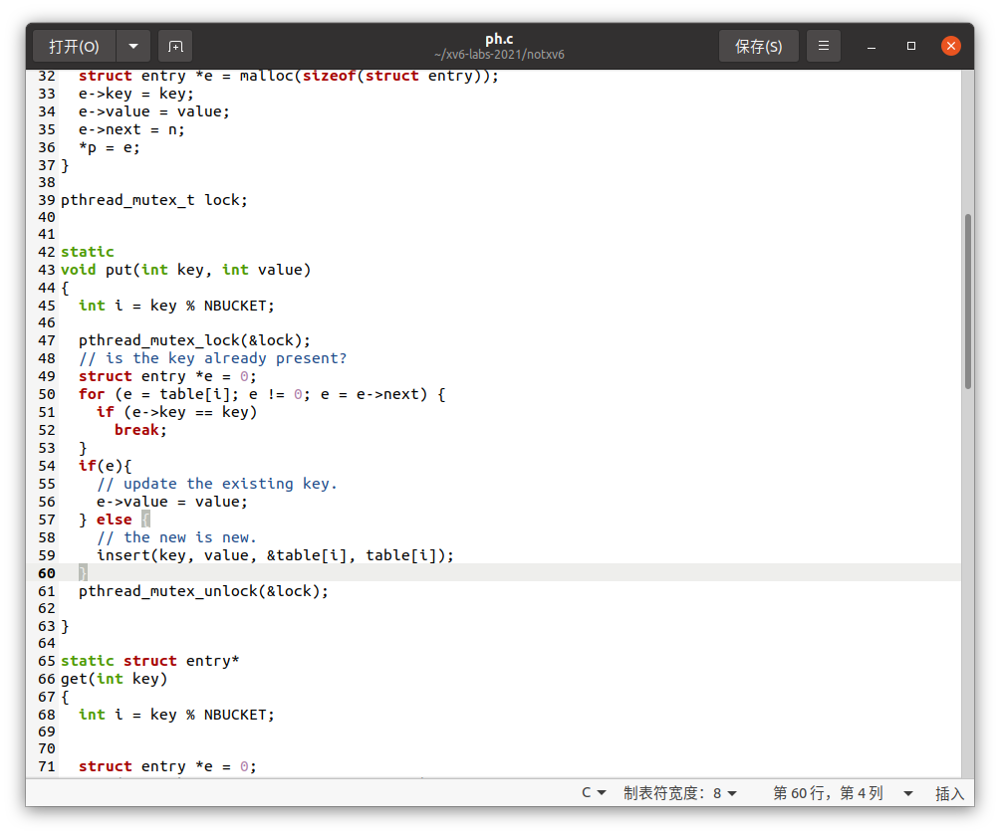 打开(O)
ph.c
~/xv6-labs-2021/notxv6
保存(S)
32   struct entry *e = malloc(sizeof(struct entry));
33   e->key = key;
34   e->value = value;
35   e->next = n;
36   *p = e;
37 }
38
39 pthread_mutex_t lock;
40
41
42 static
43 void put(int key, int value)
44 {
45   int i = key % NBUCKET;
46
47   pthread_mutex_lock(&lock);
48   // is the key already present?
49   struct entry *e = 0;
50   for (e = table[i]; e != 0; e = e->next) {
51     if (e->key == key)
52       break;
53   }
54   if(e){
55     // update the existing key.
56     e->value = value;
57   } else {
58     // the new is new.
59     insert(key, value, &table[i], table[i]);
60   }
61   pthread_mutex_unlock(&lock);
62
63 }
64
65 static struct entry*
66 get(int key)
67 {
68   int i = key % NBUCKET;
69
70
71   struct entry *e = 0;
C 制表符宽度：8 第 60 行，第 4 列 插入